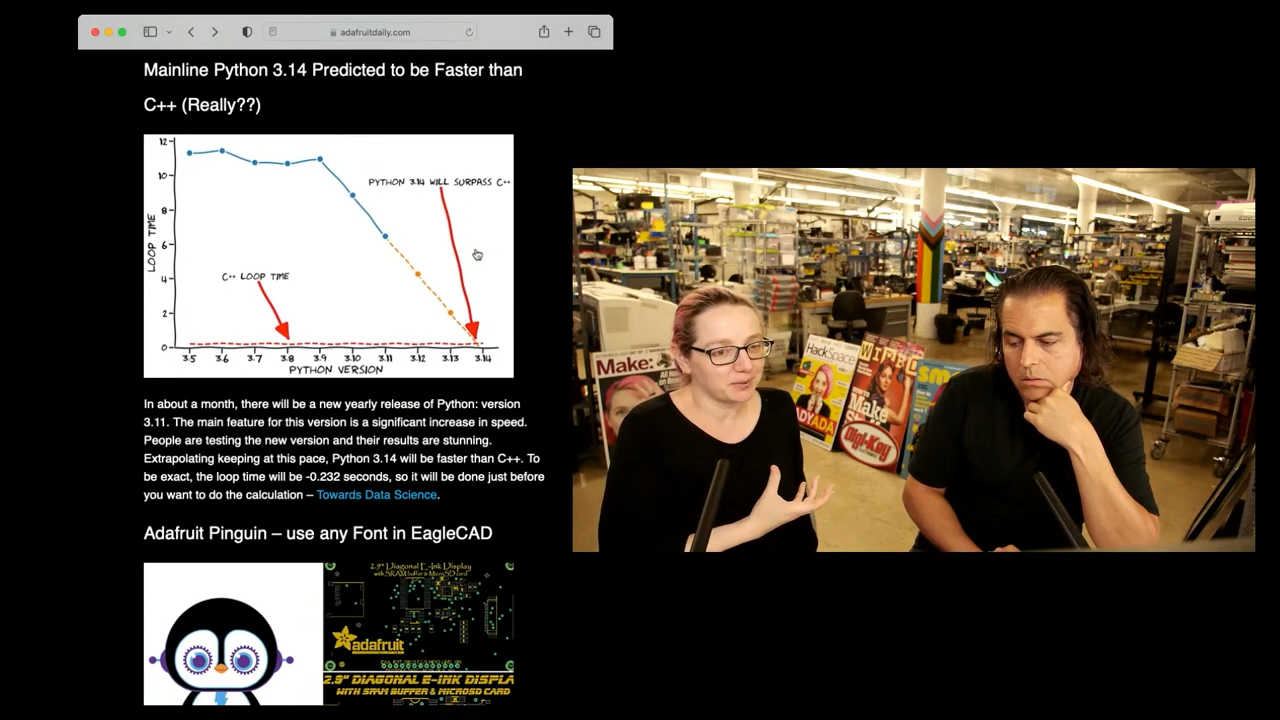 adafruitdaily.com
Mainline Python 3.14 Predicted to be Faster than
C++ (Really??)
12
10
8
6
4
2
0
LOOP TIME
PYTHON 3.14 WILL SURPASS C++
C++ LOOP TIME
3.5 3.6 3.7 3.8 3.9 3.10 3.11 3.12 3.13 3.14
PYTHON VERSION
In about a month, there will be a new yearly release of Python: version
3.11. The main feature for this version is a significant increase in speed.
People are testing the new version and their results are stunning.
Extrapolating keeping at this pace, Python 3.14 will be faster than C++. To
be exact, the loop time will be -0.232 seconds, so it will be done just before
you want to do the calculation – Towards Data Science.
Adafruit Pinguin – use any Font in EagleCAD
2.9" Diagonal E-Ink Display
with SRAM buffer & MicroSD card
adafruit
2.9" DIAGONAL E-INK DISPLA
WITH SRAM BUFFER & MICROSD CARD
Make:
HackSpace
WIRED
Digi-Key